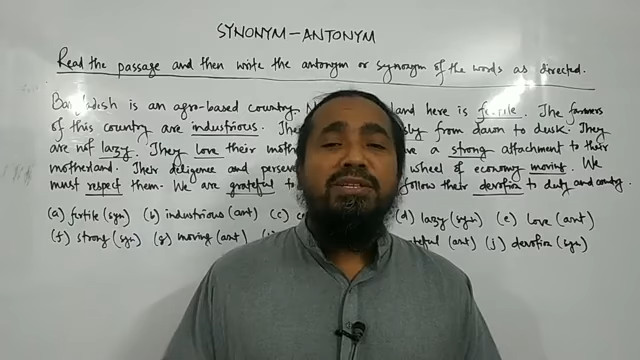 SYNONYM – ANTONYM
Read the passage and then write the antonym or synonym of the words as directed.
Bangladesh is an agro-based country. land here is fertile. The farmers
of this country are industrious. from dawn to dusk. They
are not lazy. They love their a strong attachment to their
motherland. Their deligence and wheel of economy moving. We
must respect them. We are grateful to follow their devotion to duty and country.
(a) fertile (syn) (b) industrious (ant) (c) (d) lazy (syn) (e) love (ant)
(f) strong (syn) (g) moving (ant) (ant) (j) devotion (syn)